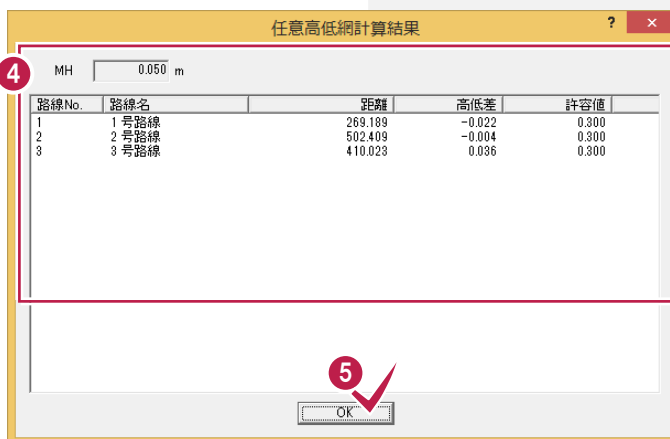 任意高低網計算結果 ? ×
4
MH 0.050 m
路線No. 路線名 距離 高低差 許容値
1 1号路線 269.189 -0.022 0.300
2 2号路線 502.409 -0.004 0.300
3 3号路線 410.023 0.036 0.300
5
OK